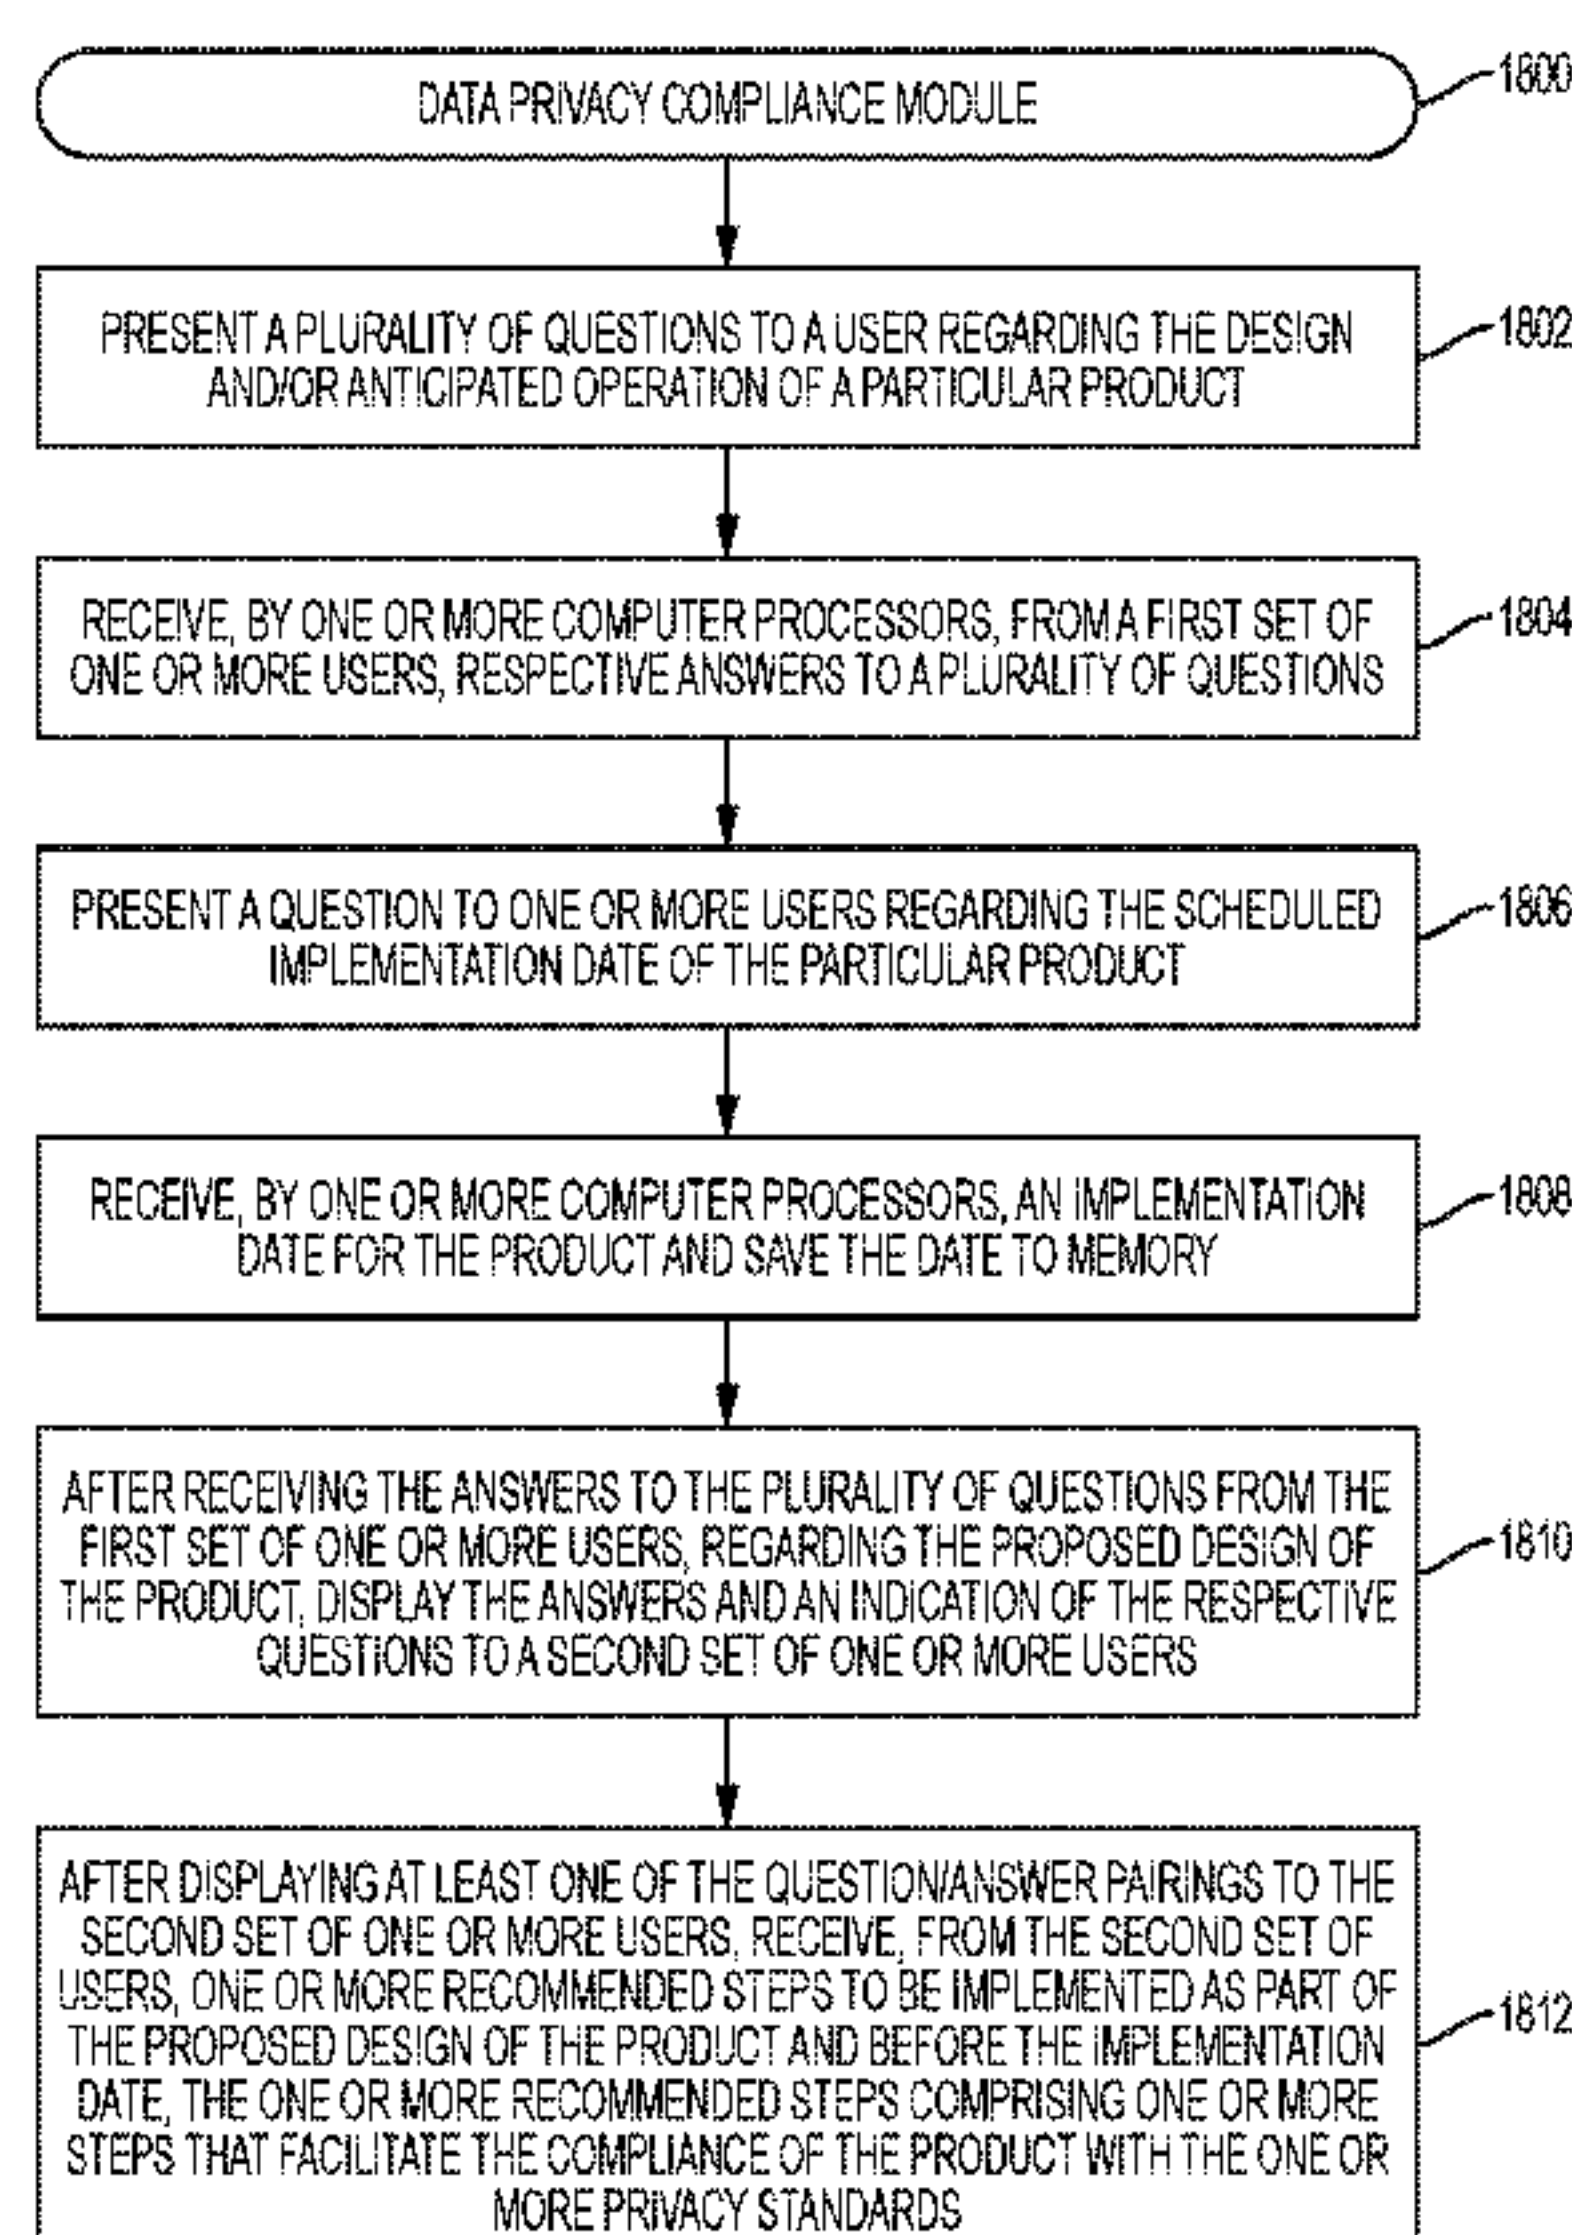 DATA PRIVACY COMPLIANCE MODULE
1800
PRESENT A PLURALITY OF QUESTIONS TO A USER REGARDING THE DESIGN
AND/OR ANTICIPATED OPERATION OF A PARTICULAR PRODUCT
1802
RECEIVE, BY ONE OR MORE COMPUTER PROCESSORS, FROM A FIRST SET OF
ONE OR MORE USERS, RESPECTIVE ANSWERS TO A PLURALITY OF QUESTIONS
1804
PRESENT A QUESTION TO ONE OR MORE USERS REGARDING THE SCHEDULED
IMPLEMENTATION DATE OF THE PARTICULAR PRODUCT
1806
RECEIVE, BY ONE OR MORE COMPUTER PROCESSORS, AN IMPLEMENTATION
DATE FOR THE PRODUCT AND SAVE THE DATE TO MEMORY
1808
AFTER RECEIVING THE ANSWERS TO THE PLURALITY OF QUESTIONS FROM THE
FIRST SET OF ONE OR MORE USERS, REGARDING THE PROPOSED DESIGN OF
THE PRODUCT, DISPLAY THE ANSWERS AND AN INDICATION OF THE RESPECTIVE
QUESTIONS TO A SECOND SET OF ONE OR MORE USERS
1810
AFTER DISPLAYING AT LEAST ONE OF THE QUESTION/ANSWER PAIRINGS TO THE
SECOND SET OF ONE OR MORE USERS, RECEIVE, FROM THE SECOND SET OF
USERS, ONE OR MORE RECOMMENDED STEPS TO BE IMPLEMENTED AS PART OF
THE PROPOSED DESIGN OF THE PRODUCT AND BEFORE THE IMPLEMENTATION
DATE, THE ONE OR MORE RECOMMENDED STEPS COMPRISING ONE OR MORE
STEPS THAT FACILITATE THE COMPLIANCE OF THE PRODUCT WITH THE ONE OR
MORE PRIVACY STANDARDS
1812